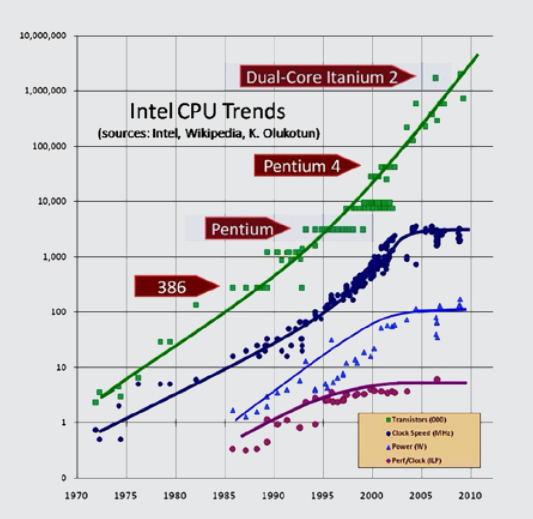 10,000,000
1,000,000
100,000
10,000
1,000
100
10
1
0
Dual-Core Itanium 2
Intel CPU Trends
(sources: Intel, Wikipedia, K. Olukotun)
Pentium 4
Pentium
386
Transistors (000)
Clock Speed (MHz)
Power (W)
Perf/Clock (ILP)
1970 1975 1980 1985 1990 1995 2000 2005 2010